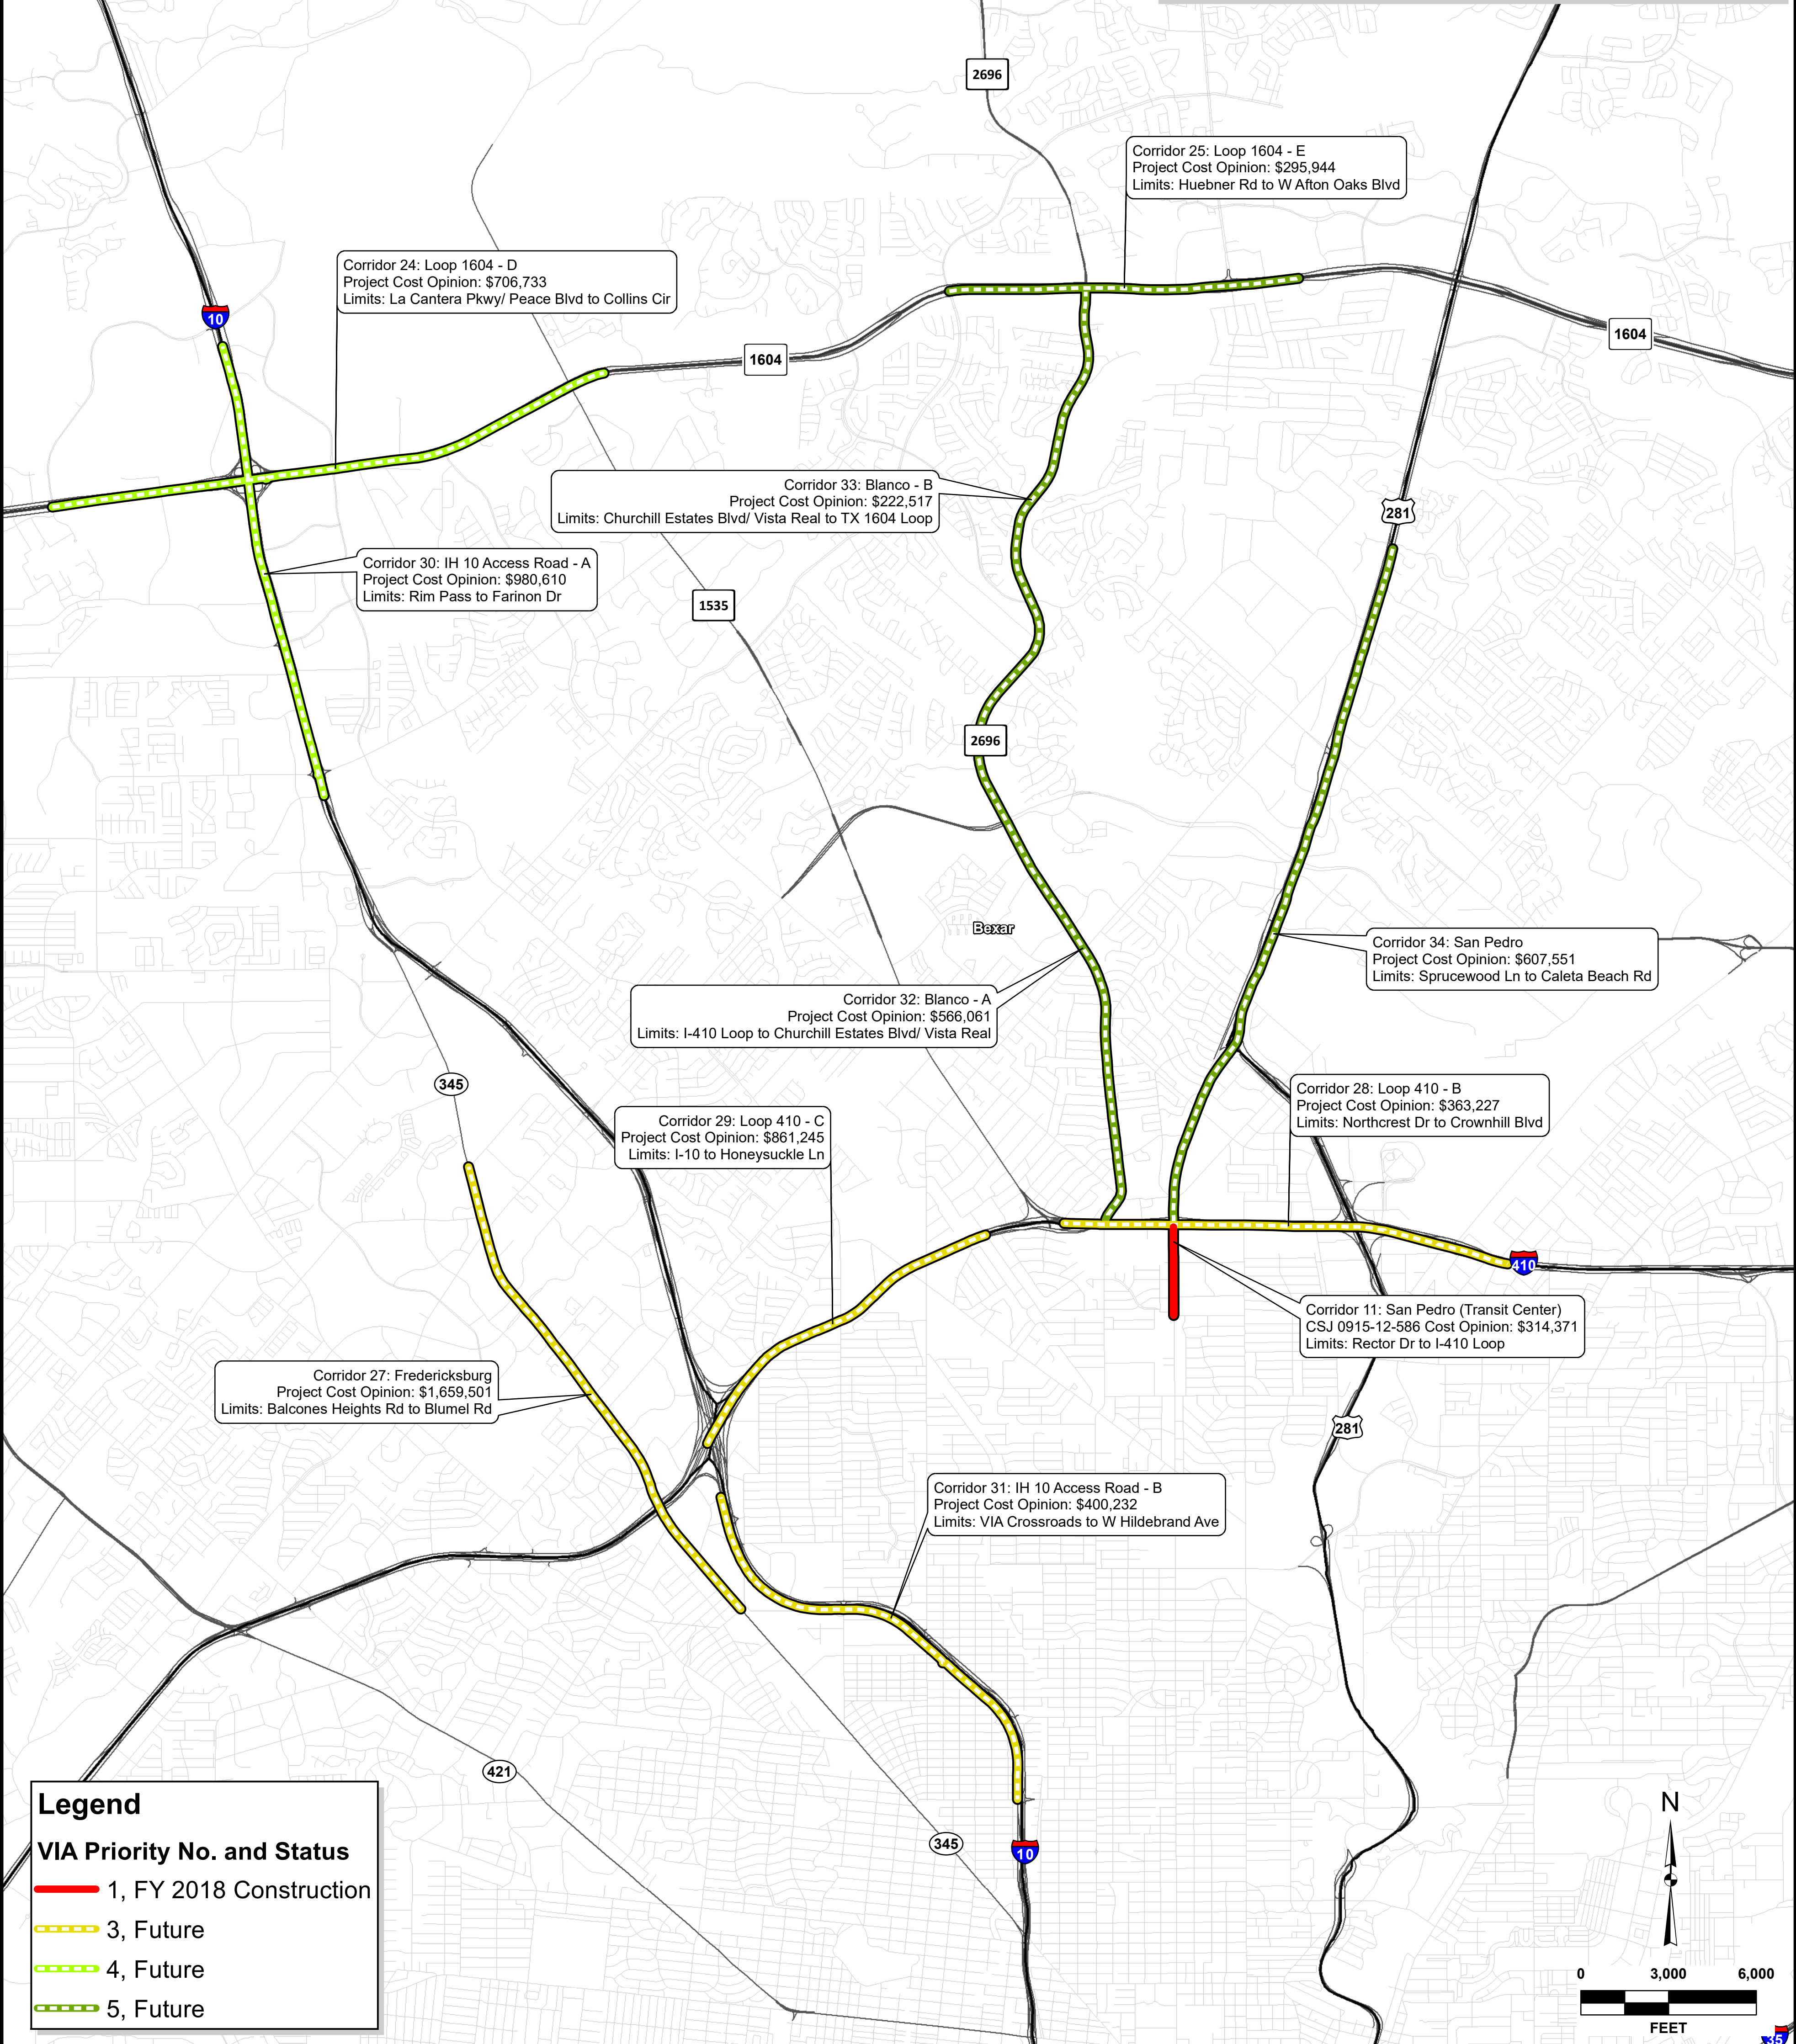 2696
Corridor 25: Loop 1604 - E
Project Cost Opinion: $295,944
Limits: Huebner Rd to W Afton Oaks Blvd
Corridor 24: Loop 1604 - D
Project Cost Opinion: $706,733
Limits: La Cantera Pkwy/ Peace Blvd to Collins Cir
10
1604
1604
Corridor 33: Blanco - B
Project Cost Opinion: $222,517
Limits: Churchill Estates Blvd/ Vista Real to TX 1604 Loop
281
Corridor 30: IH 10 Access Road - A
Project Cost Opinion: $980,610
Limits: Rim Pass to Farinon Dr
1535
2696
Bexar
Corridor 34: San Pedro
Project Cost Opinion: $607,551
Limits: Sprucewood Ln to Caleta Beach Rd
Corridor 32: Blanco - A
Project Cost Opinion: $566,061
Limits: I-410 Loop to Churchill Estates Blvd/ Vista Real
345
Corridor 28: Loop 410 - B
Project Cost Opinion: $363,227
Limits: Northcrest Dr to Crownhill Blvd
Corridor 29: Loop 410 - C
Project Cost Opinion: $861,245
Limits: I-10 to Honeysuckle Ln
410
Corridor 11: San Pedro (Transit Center)
CSJ 0915-12-586 Cost Opinion: $314,371
Limits: Rector Dr to I-410 Loop
Corridor 27: Fredericksburg
Project Cost Opinion: $1,659,501
Limits: Balcones Heights Rd to Blumel Rd
281
Corridor 31: IH 10 Access Road - B
Project Cost Opinion: $400,232
Limits: VIA Crossroads to W Hildebrand Ave
421
345
10
Legend
VIA Priority No. and Status
1, FY 2018 Construction
3, Future
4, Future
5, Future
N
0 3,000 6,000
FEET
35